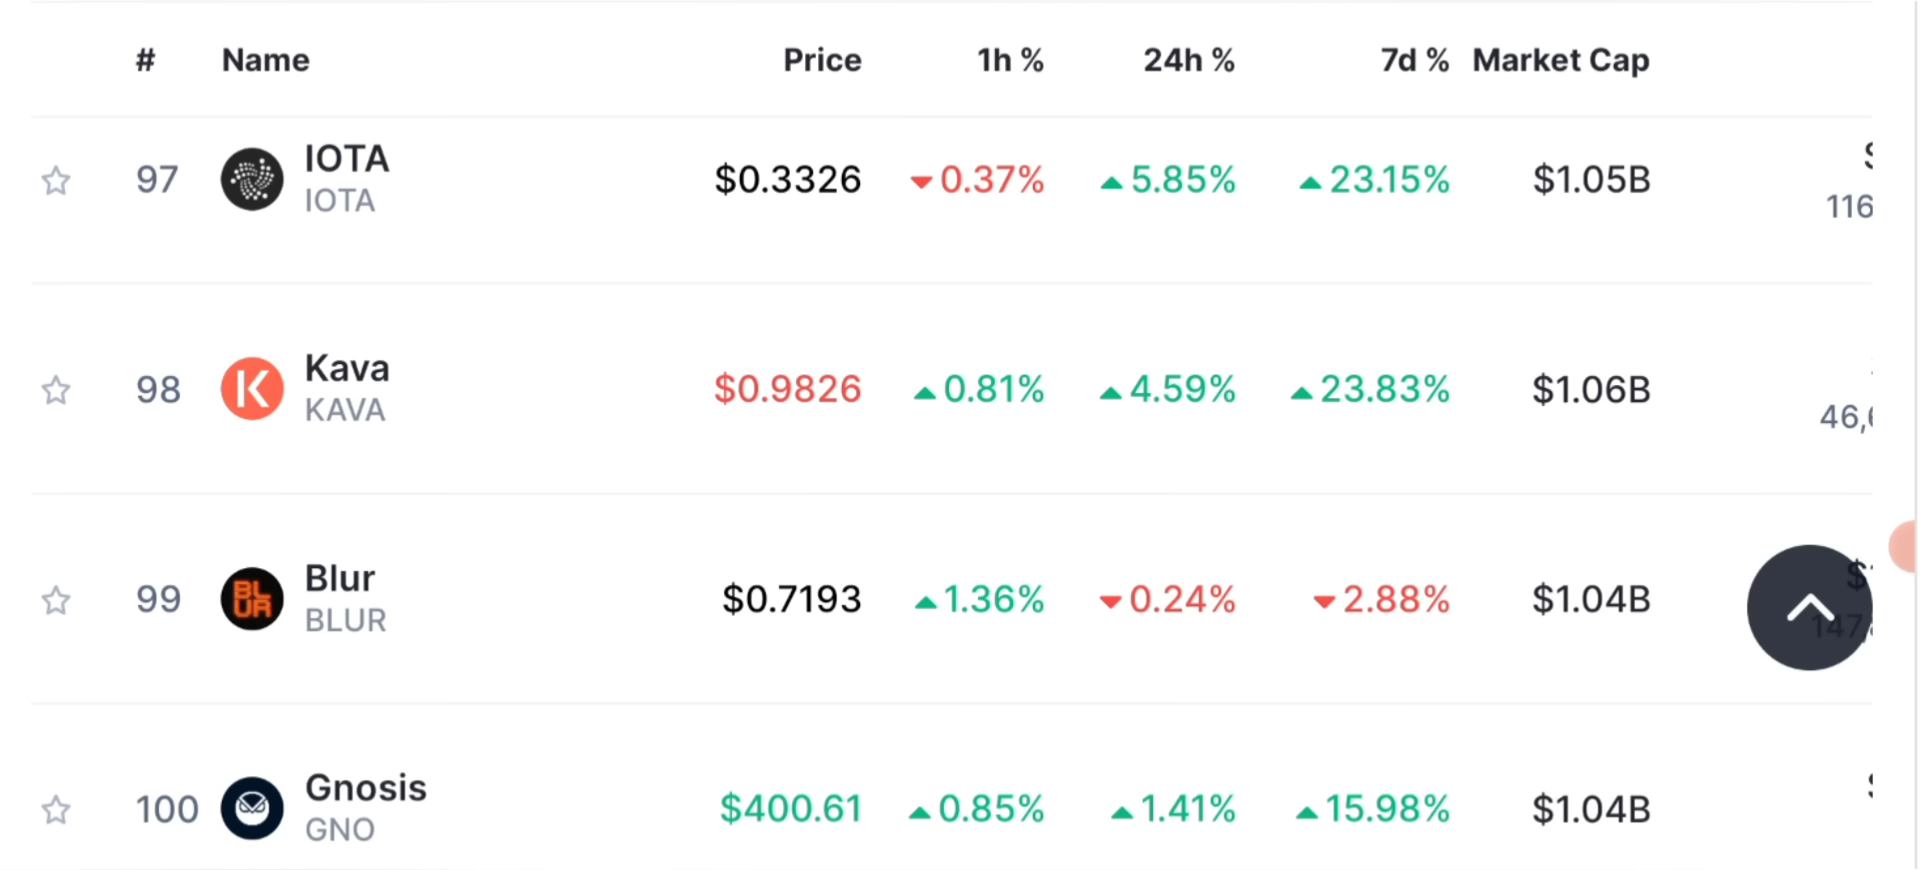 # Name Price 1h % 24h % 7d % Market Cap
97 IOTA $0.3326 0.37% 5.85% 23.15% $1.05B
IOTA 116
98 Kava $0.9826 0.81% 4.59% 23.83% $1.06B
KAVA 46,
99 BLUR Blur $0.7193 1.36% 0.24% 2.88% $1.04B $
BLUR 147,
100 Gnosis $400.61 0.85% 1.41% 15.98% $1.04B
GNO